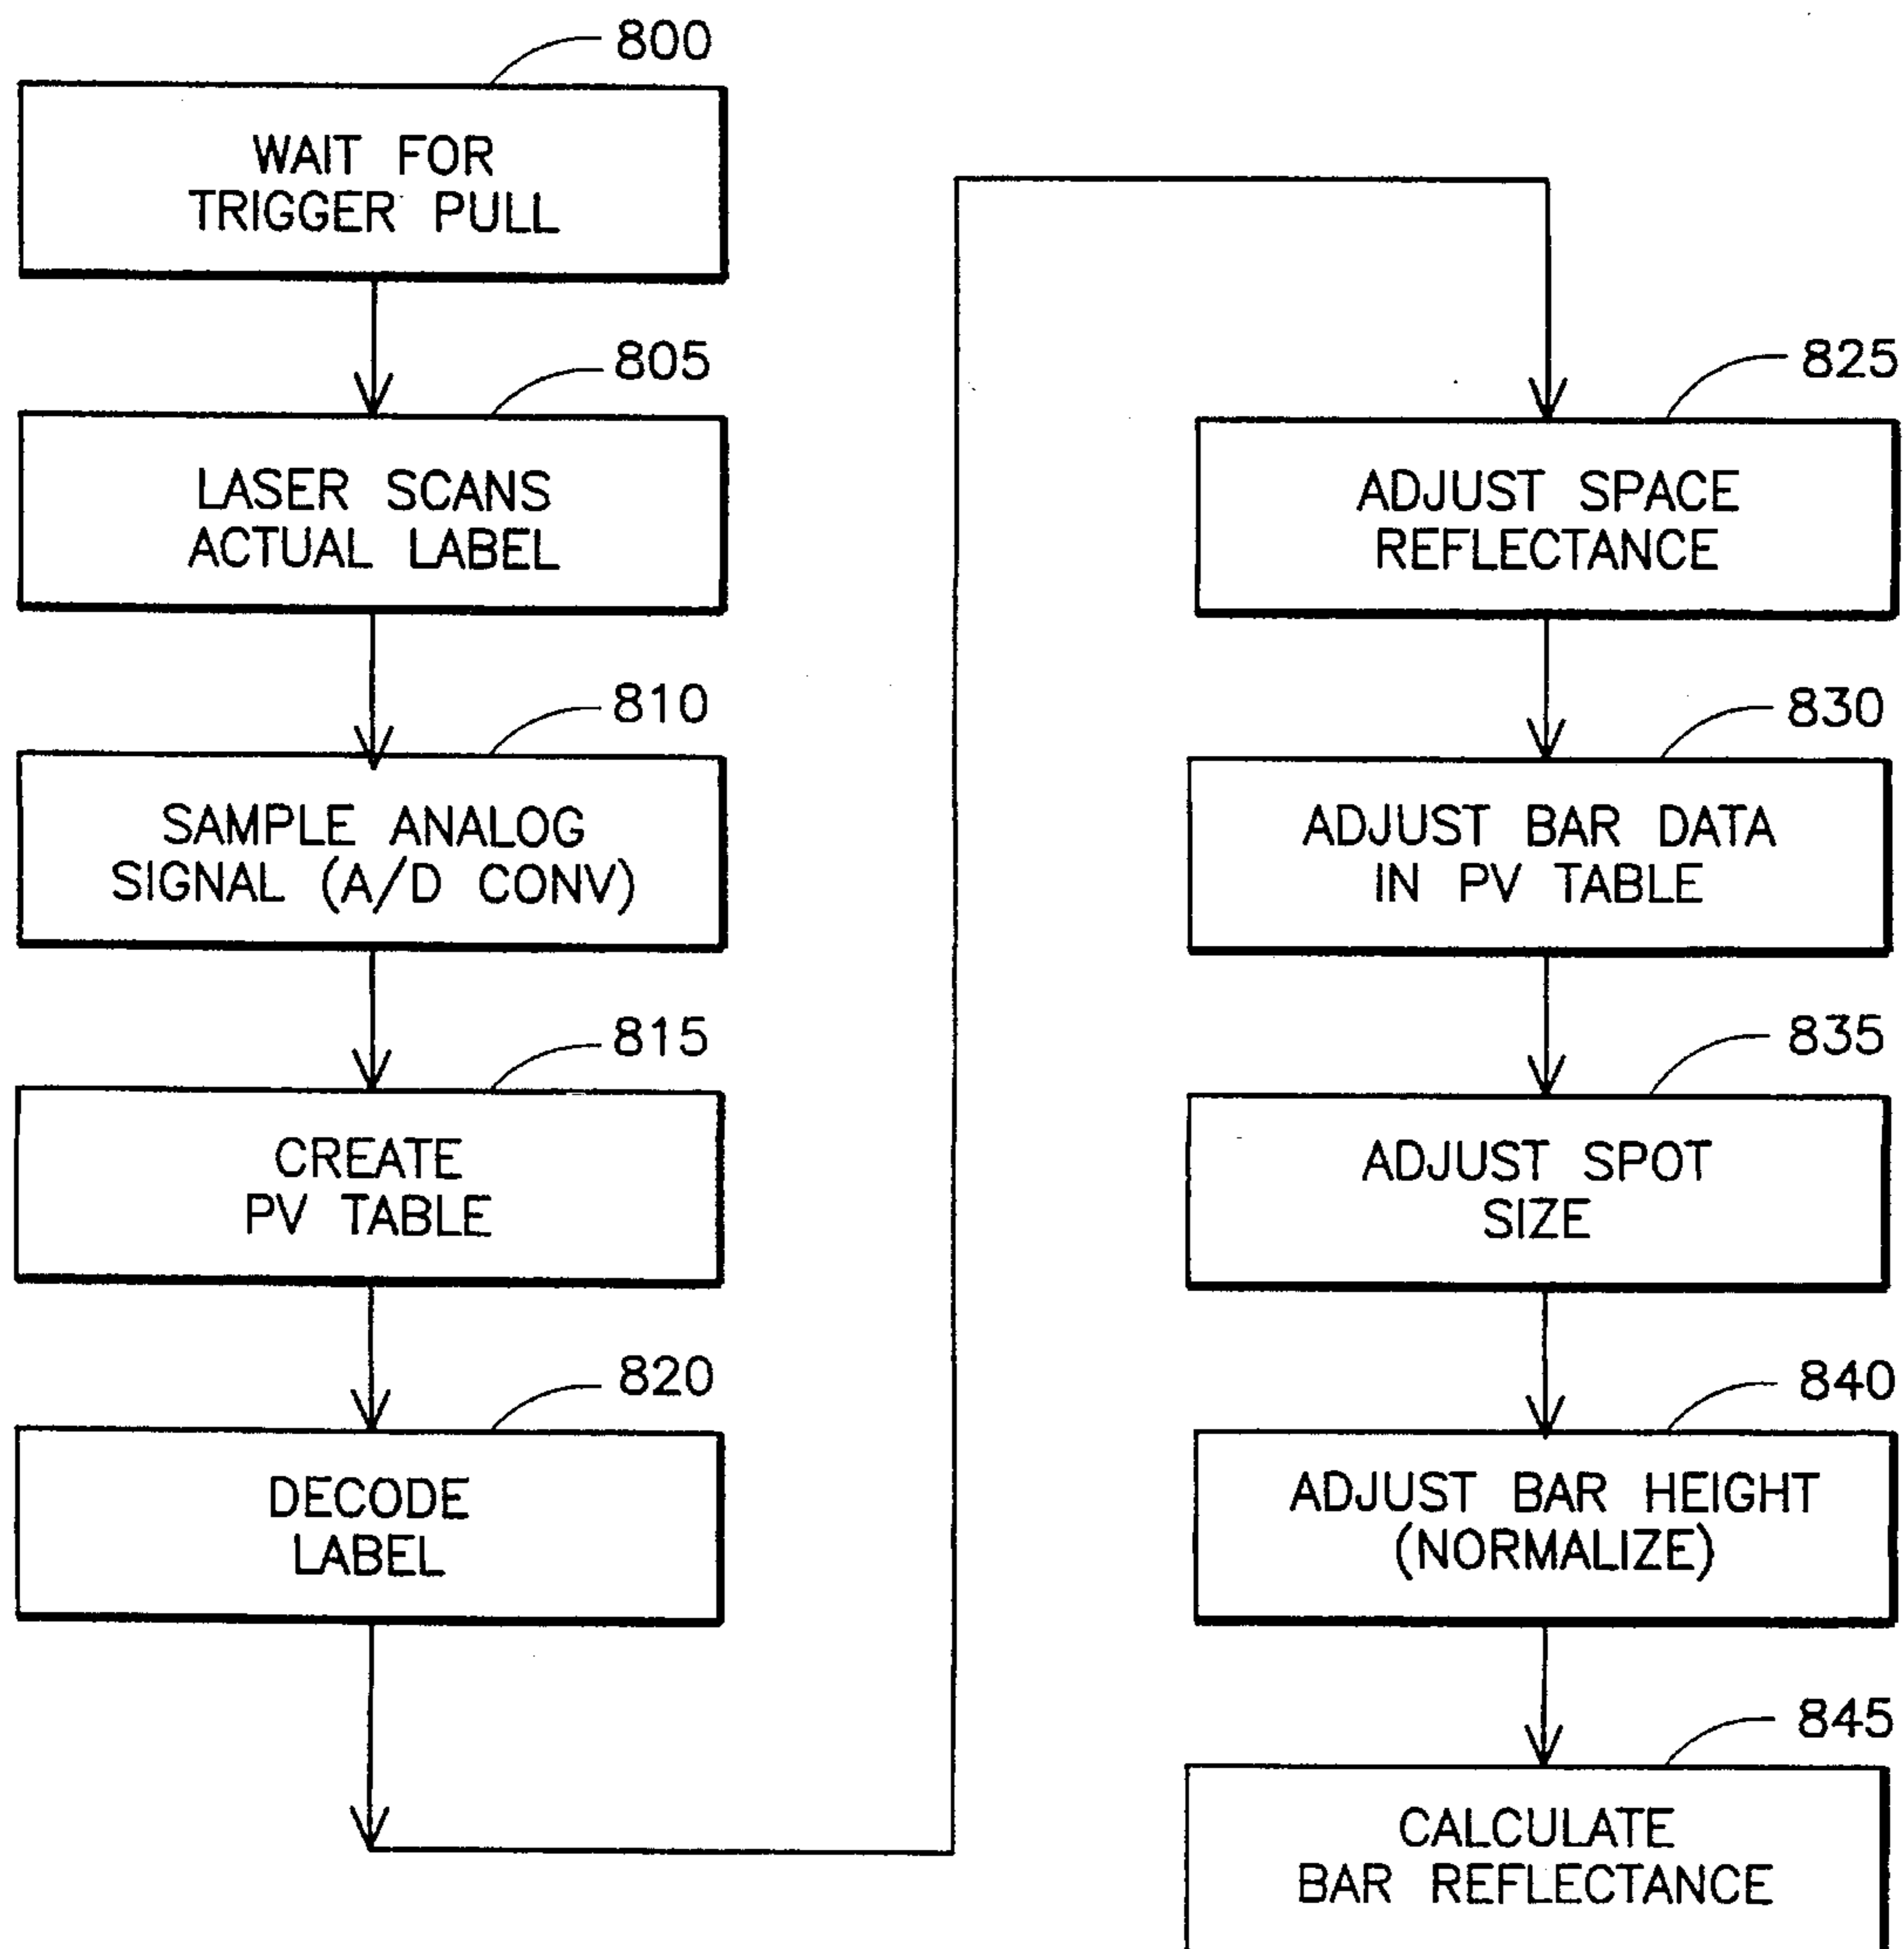 800
WAIT FOR
TRIGGER PULL
805
LASER SCANS
ACTUAL LABEL
810
SAMPLE ANALOG
SIGNAL (A/D CONV)
815
CREATE
PV TABLE
820
DECODE
LABEL
825
ADJUST SPACE
REFLECTANCE
830
ADJUST BAR DATA
IN PV TABLE
835
ADJUST SPOT
SIZE
840
ADJUST BAR HEIGHT
(NORMALIZE)
845
CALCULATE
BAR REFLECTANCE